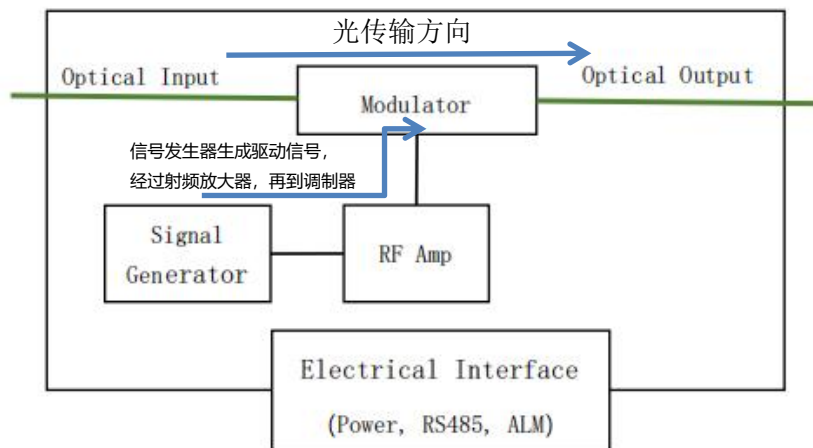 光传输方向
Optical Input
Optical Output
Modulator
信号发生器生成驱动信号，
经过射频放大器，再到调制器
Signal
Generator
RF Amp
Electrical Interface
(Power, RS485, ALM)